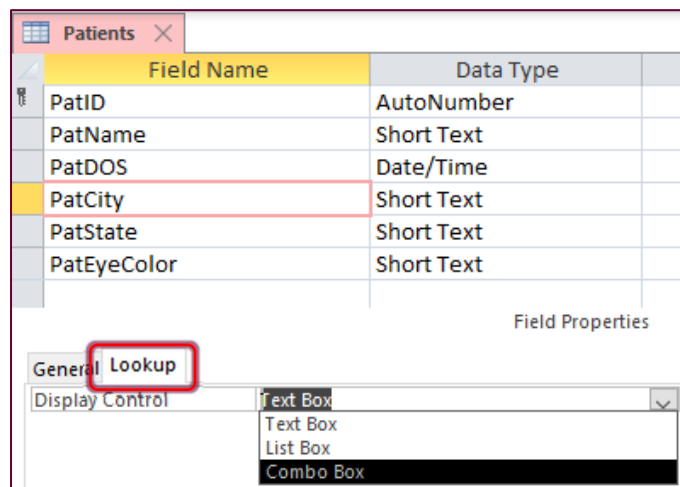 Patients
Field Name Data Type
PatID AutoNumber
PatName Short Text
PatDOS Date/Time
PatCity Short Text
PatState Short Text
PatEyeColor Short Text
Field Properties
General Lookup
Display Control Text Box
Text Box
List Box
Combo Box